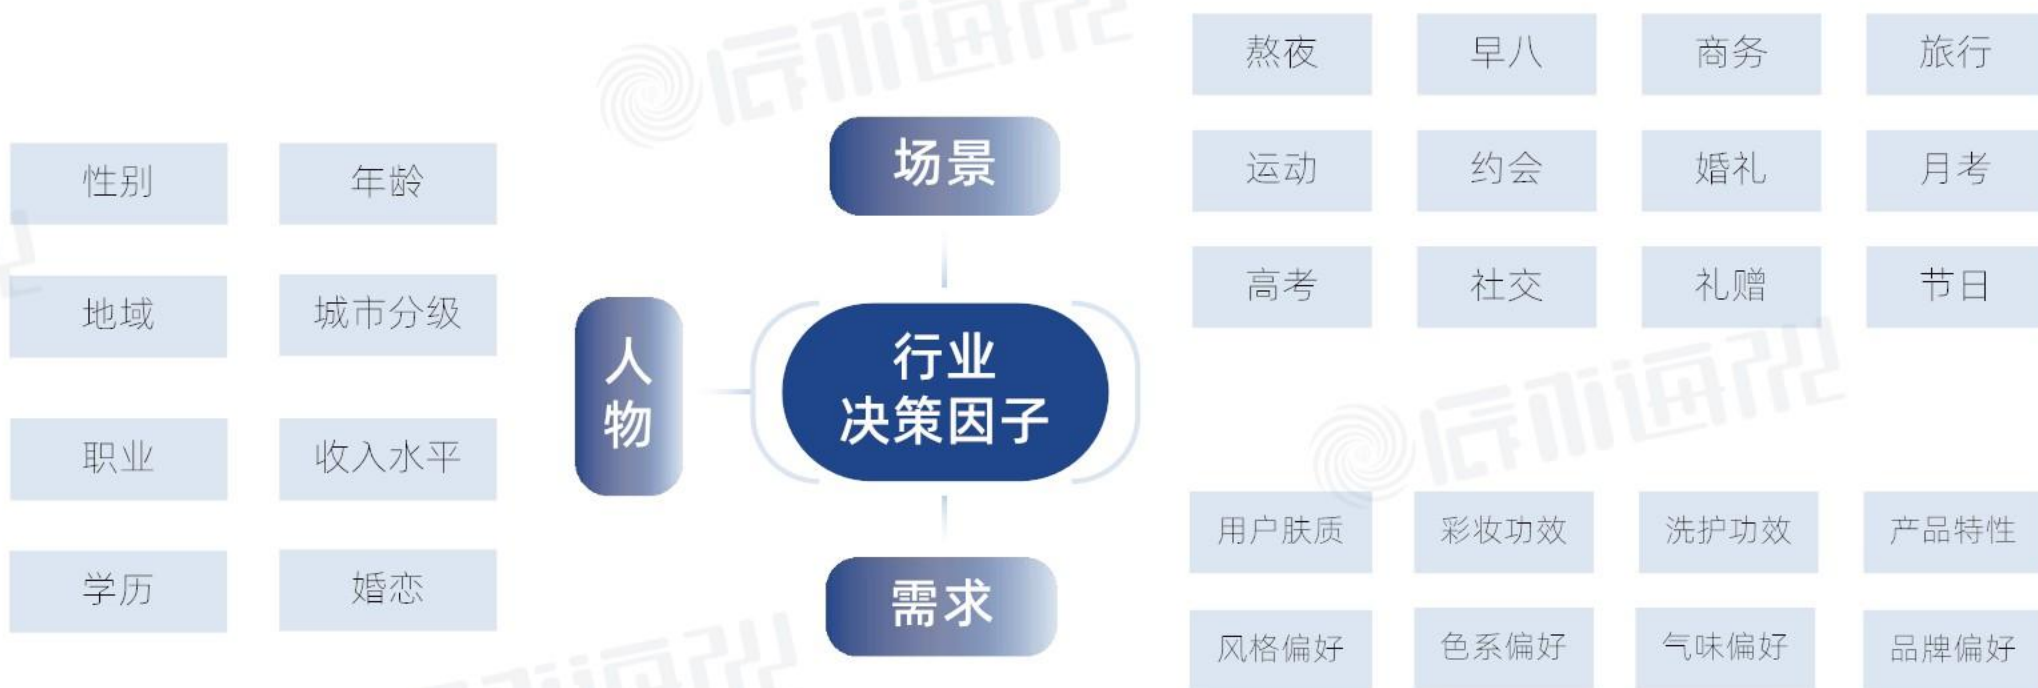 熬夜 早八 商务 旅行
场景
运动 约会 婚礼 月考
性别 年龄
高考 社交 礼赠 节日
地域 城市分级
人物
行业
决策因子
职业 收入水平
用户肤质 彩妆功效 洗护功效 产品特性
学历 婚恋
需求
风格偏好 色系偏好 气味偏好 品牌偏好